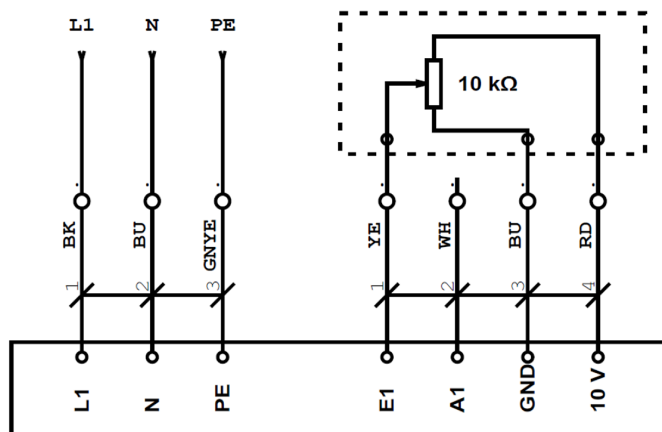 L1 N PE
10 kΩ
BK BU GNYE YE WH BU RD
1 2 3 1 2 3 4
L1 N PE E1 A1 GND 10 V